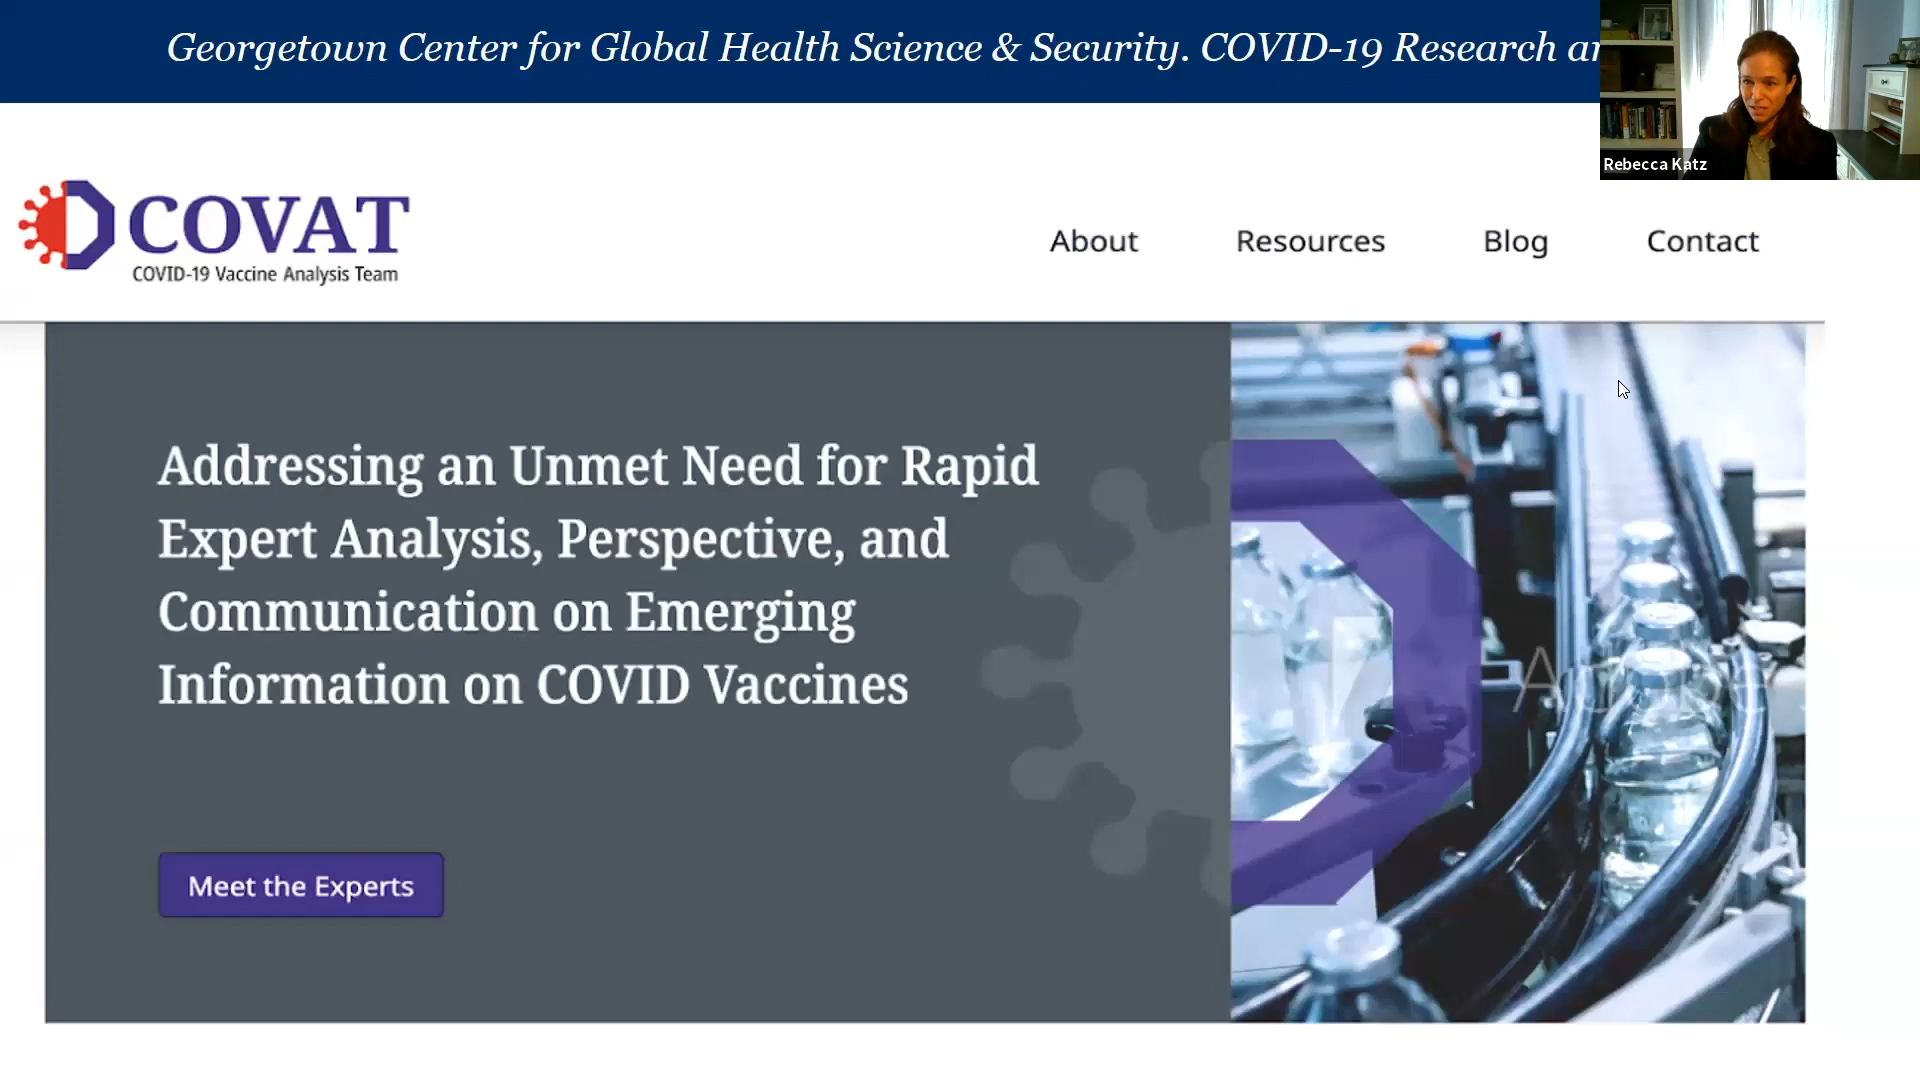 Georgetown Center for Global Health Science & Security. COVID-19 Research
Rebecca Katz
COVAT
COVID-19 Vaccine Analysis Team
About Resources Blog Contact
Addressing an Unmet Need for Rapid
Expert Analysis, Perspective, and
Communication on Emerging
Information on COVID Vaccines
Adobe
Meet the Experts